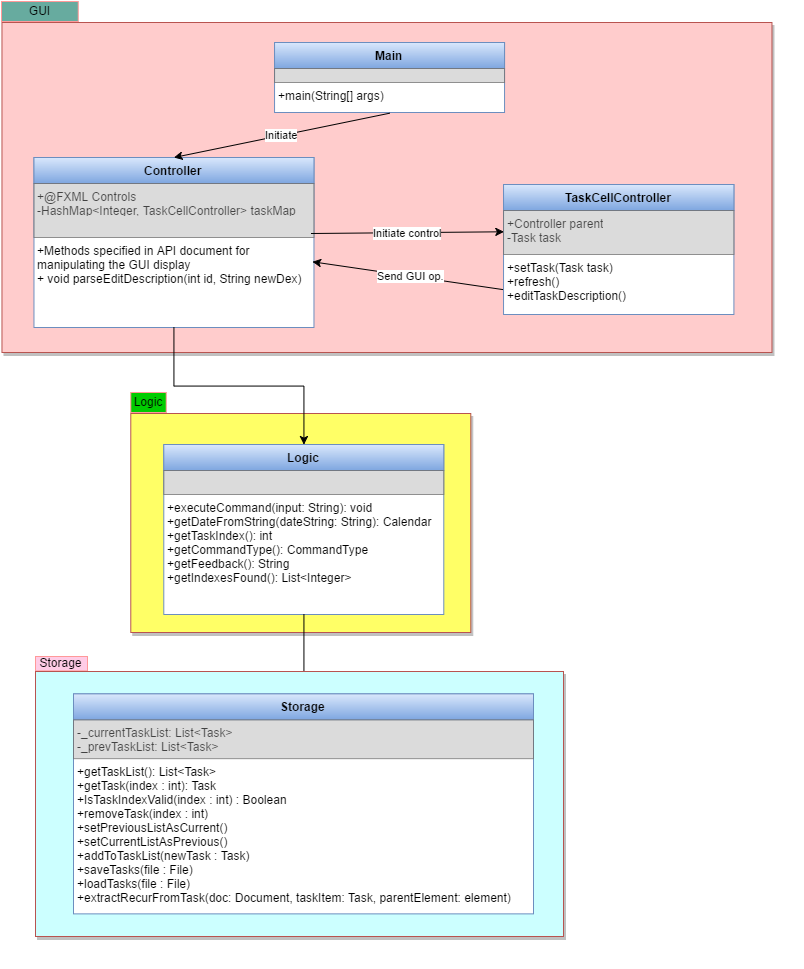 GUI
Main
+main(String[] args)
Initiate
Controller
+@FXML Controls
-HashMap<Integer, TaskCellController> taskMap
+Methods specified in API document for
manipulating the GUI display
+ void parseEditDescription(int id, String newDex)
Initiate control
Send GUI op.
TaskCellController
+Controller parent
-Task task
+setTask(Task task)
+refresh()
+editTaskDescription()
Logic
Logic
+executeCommand(input: String): void
+getDateFromString(dateString: String): Calendar
+getTaskIndex(): int
+getCommandType(): CommandType
+getFeedback(): String
+getIndexesFound(): List<Integer>
Storage
Storage
-_currentTaskList: List<Task>
-_prevTaskList: List<Task>
+getTaskList(): List<Task>
+getTask(index : int): Task
+IsTaskIndexValid(index : int) : Boolean
+removeTask(index : int)
+setPreviousListAsCurrent()
+setCurrentListAsPrevious()
+addToTaskList(newTask : Task)
+saveTasks(file : File)
+loadTasks(file : File)
+extractRecurFromTask(doc: Document, taskItem: Task, parentElement: element)